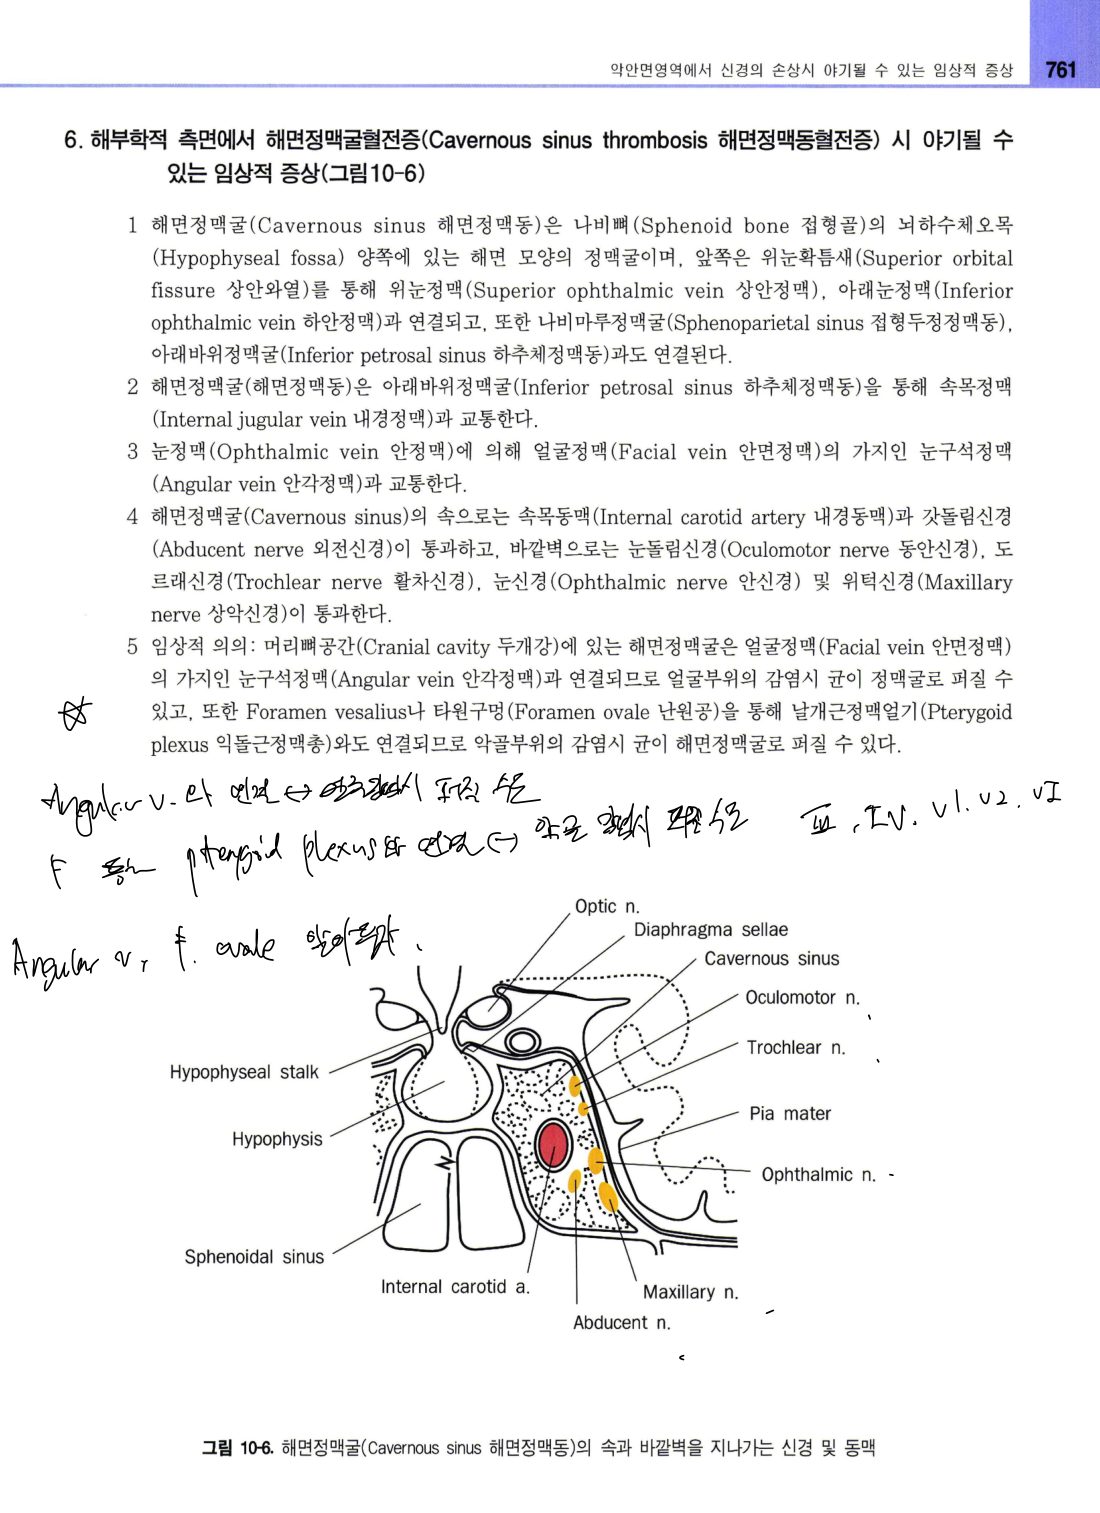 악안면영역에서 신경의 손상시 야기될 수 있는 임상적 증상 761
6. 해부학적 측면에서 해면정맥굴혈전증(Cavernous sinus thrombosis 해면정맥동혈전증) 시 야기될 수
있는 임상적 증상(그림10-6)
1 해면정맥굴(Cavernous sinus 해면정맥동)은 나비뼈(Sphenoid bone 접형골)의 뇌하수체오목
(Hypophyseal fossa) 양쪽에 있는 해면 모양의 정맥굴이며, 앞쪽은 위눈확틈새(Superior orbital
fissure 상안와열)를 통해 위눈정맥(Superior ophthalmic vein 상안정맥), 아래눈정맥(Inferior
ophthalmic vein 하안정맥)과 연결되고, 또한 나비마루정맥굴(Sphenoparietal sinus 접형두정정맥동),
아래바위정맥굴(Inferior petrosal sinus 하추체정맥동)과도 연결된다.
2 해면정맥굴(해면정맥동)은 아래바위정맥굴(Inferior petrosal sinus 하추체정맥동)을 통해 속목정맥
(Internal jugular vein 내경정맥)과 교통한다.
3 눈정맥(Ophthalmic vein 안정맥)에 의해 얼굴정맥(Facial vein 안면정맥)의 가지인 눈구석정맥
(Angular vein 안각정맥)과 교통한다.
4 해면정맥굴(Cavernous sinus)의 속으로는 속목동맥(Internal carotid artery 내경동맥)과 갓돌림신경
(Abducent nerve 외전신경)이 통과하고, 바깥벽으로는 눈돌림신경(Oculomotor nerve 동안신경), 도
르래신경(Trochlear nerve 활차신경), 눈신경(Ophthalmic nerve 안신경) 및 위턱신경(Maxillary
nerve 상악신경)이 통과한다.
5 임상적 의의: 머리뼈공간(Cranial cavity 두개강)에 있는 해면정맥굴은 얼굴정맥(Facial vein 안면정맥)
의 가지인 눈구석정맥(Angular vein 안각정맥)과 연결되므로 얼굴부위의 감염시 균이 정맥굴로 퍼질 수
있고, 또한 Foramen vesalius나 타원구멍(Foramen ovale 난원공)을 통해 날개근정맥얼기(Pterygoid
plexus 익돌근정맥총)와도 연결되므로 악골부위의 감염시 균이 해면정맥굴로 퍼질 수 있다.
Angular v. 와 연결
III, IV, V1, V2, VI
pterygoid plexus와 연결
Angular v, f. ovale
Optic n.
Diaphragma sellae
Cavernous sinus
Oculomotor n.
Trochlear n.
Hypophyseal stalk
Pia mater
Hypophysis
Ophthalmic n.
Sphenoidal sinus
Internal carotid a.
Maxillary n.
Abducent n.
그림 10-6. 해면정맥굴(Cavernous sinus 해면정맥동)의 속과 바깥벽을 지나가는 신경 및 동맥